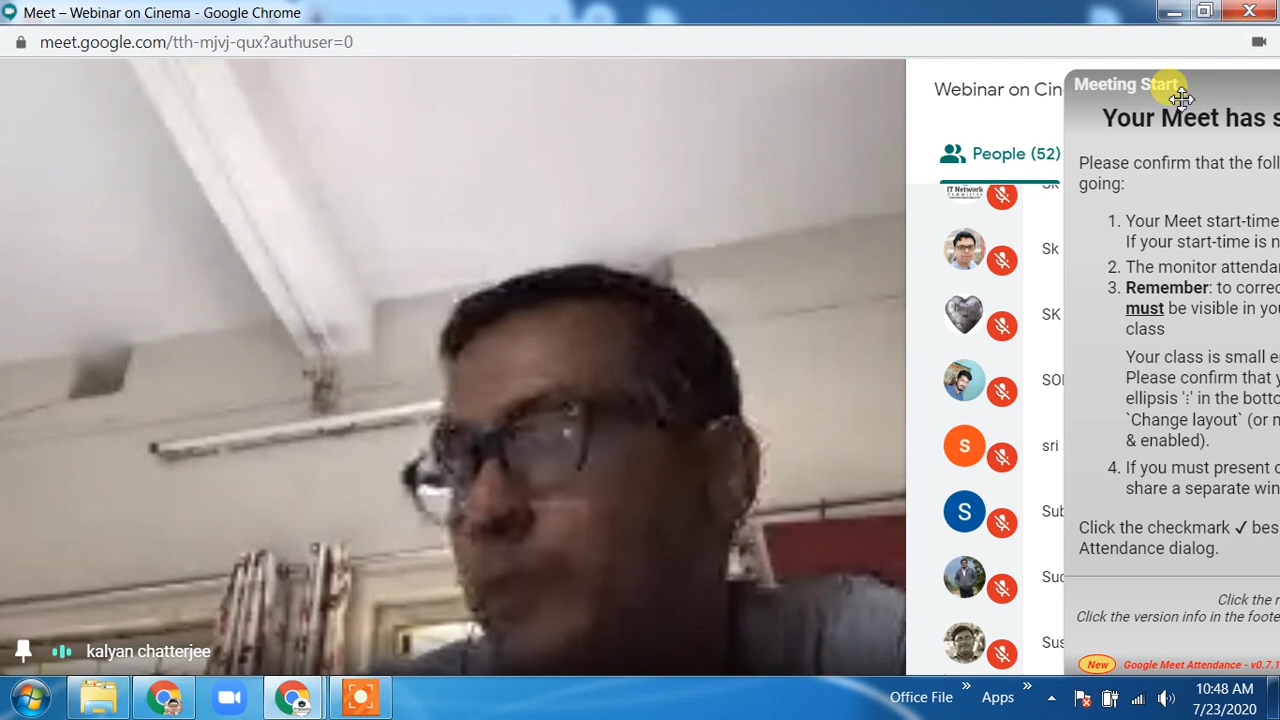 Meet – Webinar on Cinema - Google Chrome
meet.google.com/tth-mjvj-qux?authuser=0
Webinar on Cin
People (52)
IT Network
Sk
SK
SOI
S
sri
S
Sub
Suc
Sus
Meeting Start
Your Meet has s
Please confirm that the foll
going:
1. Your Meet start-time
If your start-time is n
2. The monitor attendan
3. Remember: to correc
must be visible in you
class
Your class is small e
Please confirm that y
ellipsis '⋮' in the botto
`Change layout` (or n
& enabled).
4. If you must present o
share a separate win
Click the checkmark ✓ bes
Attendance dialog.
Click the r
Click the version info in the foote
New Google Meet Attendance - v0.7.1
kalyan chatterjee
Office File » Apps »
10:48 AM
7/23/2020